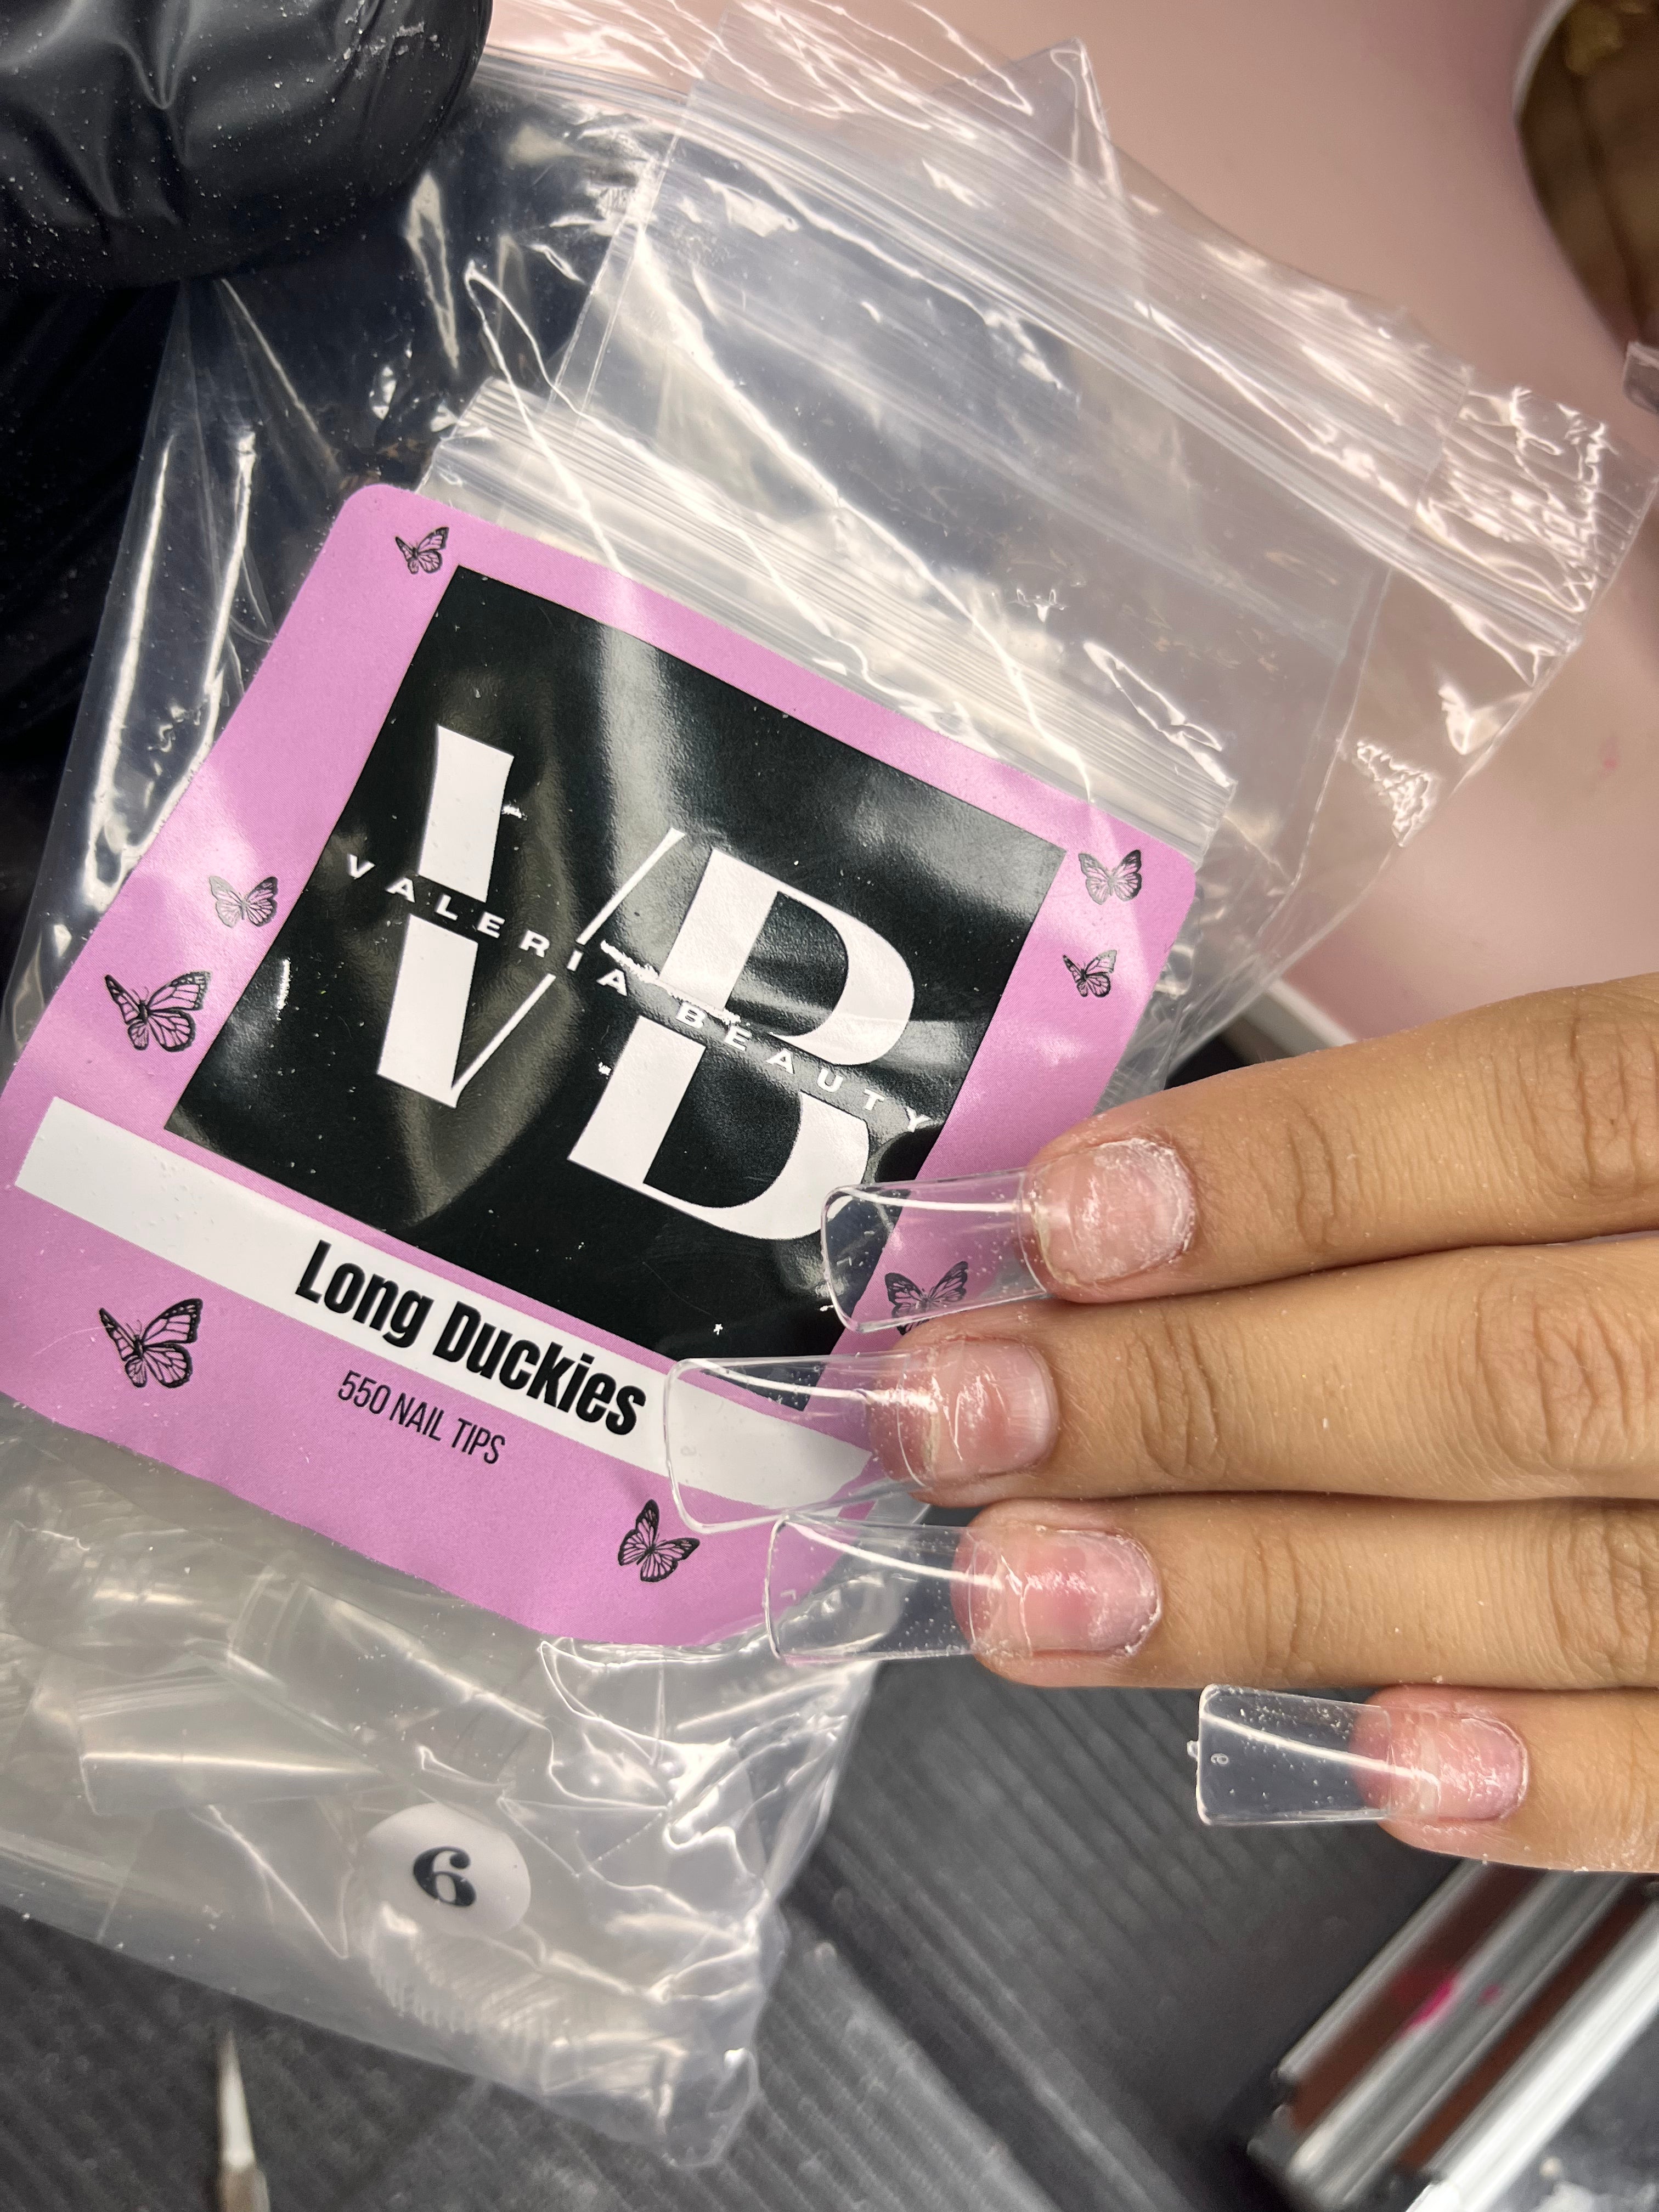 VB
VALERIA BEAUTY
Long Duckies
550 NAIL TIPS
6